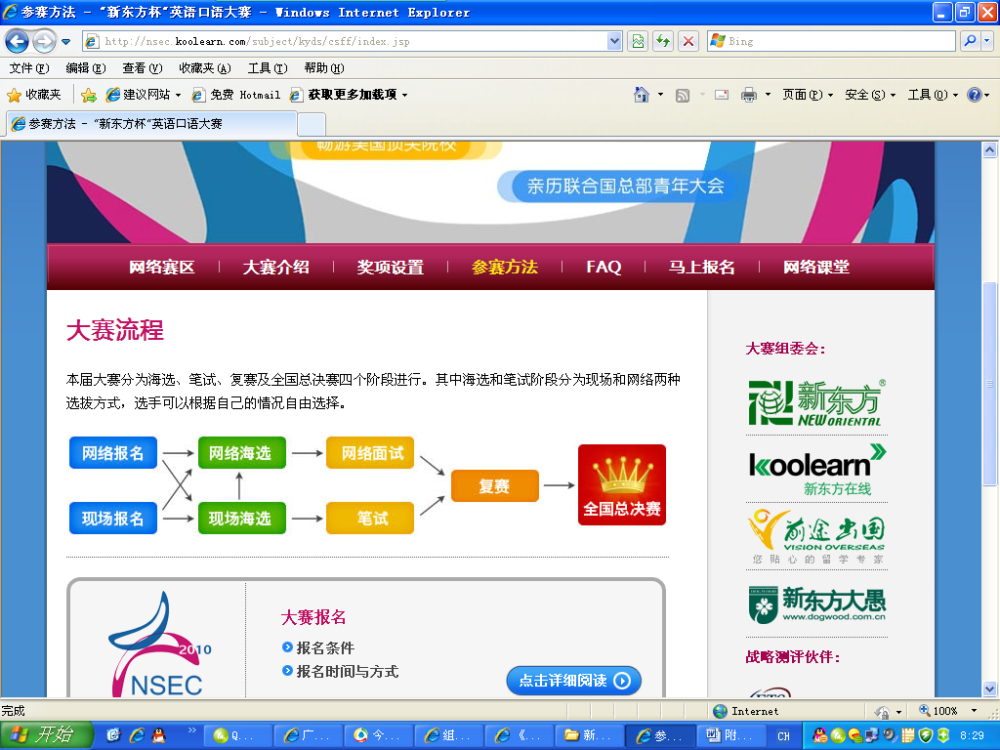 参赛方法 - "新东方杯"英语口语大赛 - Windows Internet Explorer
http://nsec.koolearn.com/subject/kyds/csff/index.jsp
Bing
文件(F) 编辑(E) 查看(V) 收藏夹(A) 工具(T) 帮助(H)
收藏夹 建议网站 免费 Hotmail 获取更多加载项
页面(P) 安全(S) 工具(O)
参赛方法 - "新东方杯"英语口语大赛
畅游美国顶尖院校
亲历联合国总部青年大会
网络赛区 大赛介绍 奖项设置 参赛方法 FAQ 马上报名 网络课堂
大赛流程
本届大赛分为海选、笔试、复赛及全国总决赛四个阶段进行。其中海选和笔试阶段分为现场和网络两种
选拔方式，选手可以根据自己的情况自由选择。
网络报名 网络海选 网络面试
复赛
全国总决赛
现场报名 现场海选 笔试
2010
NSEC
大赛报名
报名条件
报名时间与方式
点击详细阅读
大赛组委会:
新东方
NEW ORIENTAL
koolearn
新东方在线
前途出国
VISION OVERSEAS
您贴心的留学专家
新东方大愚
www.dogwood.com.cn
战略测评伙伴:
ETS
完成
Internet
100%
开始
Q...
广...
今...
组...
《...
新...
参...
附...
CH
8:29